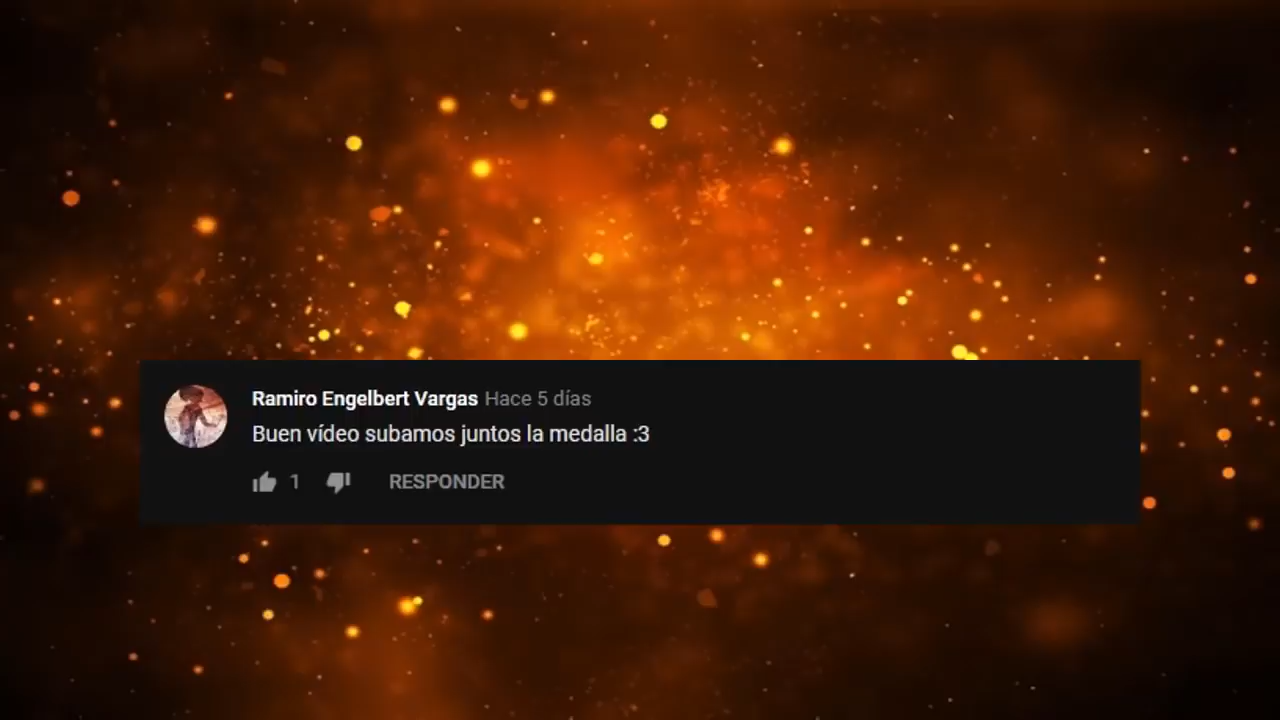 Ramiro Engelbert Vargas Hace 5 días
Buen vídeo subamos juntos la medalla :3
1 RESPONDER